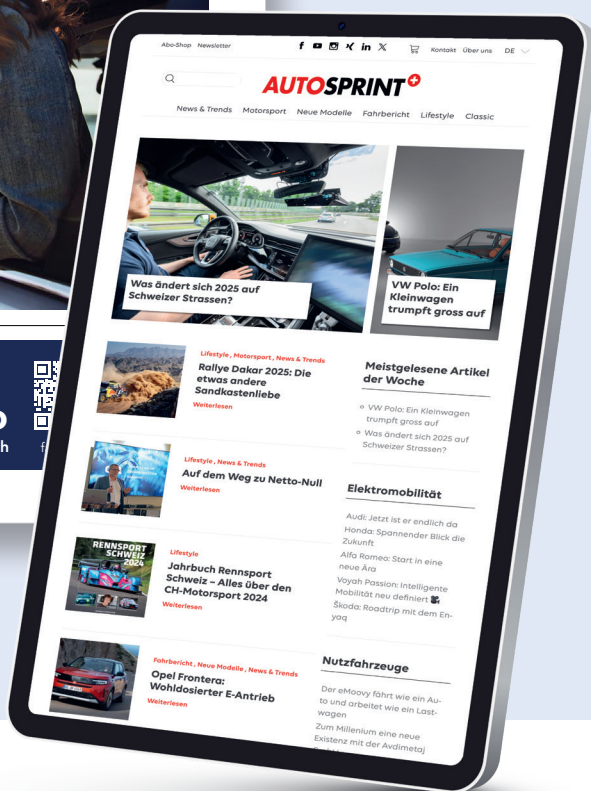 Abo-Shop Newsletter
Kontakt Über uns DE
AUTOSPRINT+
News & Trends Motorsport Neue Modelle Fahrbericht Lifestyle Classic
Was ändert sich 2025 auf
Schweizer Strassen?
VW Polo: Ein
Kleinwagen
trumpft gross auf
Lifestyle , Motorsport , News & Trends
Rallye Dakar 2025: Die
etwas andere
Sandkastenliebe
Weiterlesen
Lifestyle , News & Trends
Auf dem Weg zu Netto-Null
Weiterlesen
RENNSPORT
SCHWEIZ
2024
Lifestyle
Jahrbuch Rennsport
Schweiz – Alles über den
CH-Motorsport 2024
Weiterlesen
Fahrbericht , Neue Modelle , News & Trends
Opel Frontera:
Wohldosierter E-Antrieb
Weiterlesen
Meistgelesene Artikel
der Woche
VW Polo: Ein Kleinwagen
trumpft gross auf
Was ändert sich 2025 auf
Schweizer Strassen?
Elektromobilität
Audi: Jetzt ist er endlich da
Honda: Spannender Blick die
Zukunft
Alfa Romeo: Start in eine
neue Ära
Voyah Passion: Intelligente
Mobilität neu definiert
Škoda: Roadtrip mit dem En-
yaq
Nutzfahrzeuge
Der eMoovy fährt wie ein Au-
to und arbeitet wie ein Last-
wagen
Zum Millenium eine neue
Existenz mit der Avdimetaj